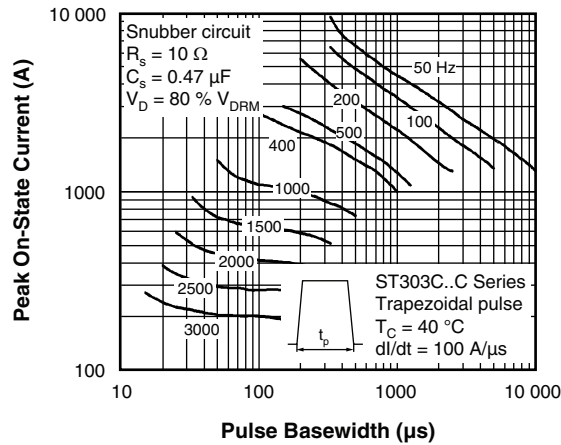 10 000
Snubber circuit
Rs = 10 Ω
Cs = 0.47 µF
VD = 80 % VDRM
50 Hz
200
100
500
400
1000
1000
1500
2000
2500
3000
ST303C..C Series
Trapezoidal pulse
TC = 40 °C
dI/dt = 100 A/µs
tp
100
10
100
1000
10 000
Peak On-State Current (A)
Pulse Basewidth (µs)